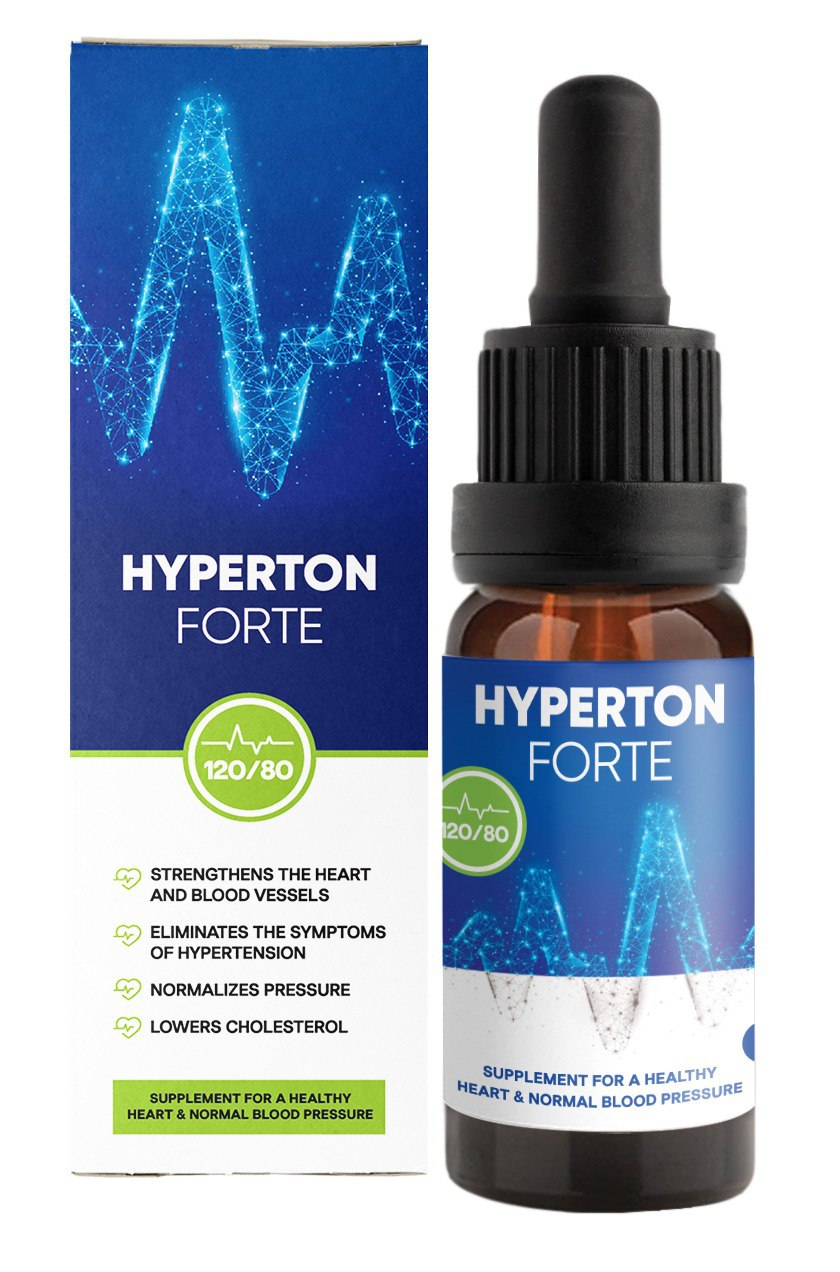 HYPERTON
FORTE
120/80
STRENGTHENS THE HEART
AND BLOOD VESSELS
ELIMINATES THE SYMPTOMS
OF HYPERTENSION
NORMALIZES PRESSURE
LOWERS CHOLESTEROL
SUPPLEMENT FOR A HEALTHY
HEART & NORMAL BLOOD PRESSURE
HYPERTON
FORTE
120/80
SUPPLEMENT FOR A HEALTHY
HEART & NORMAL BLOOD PRESSURE